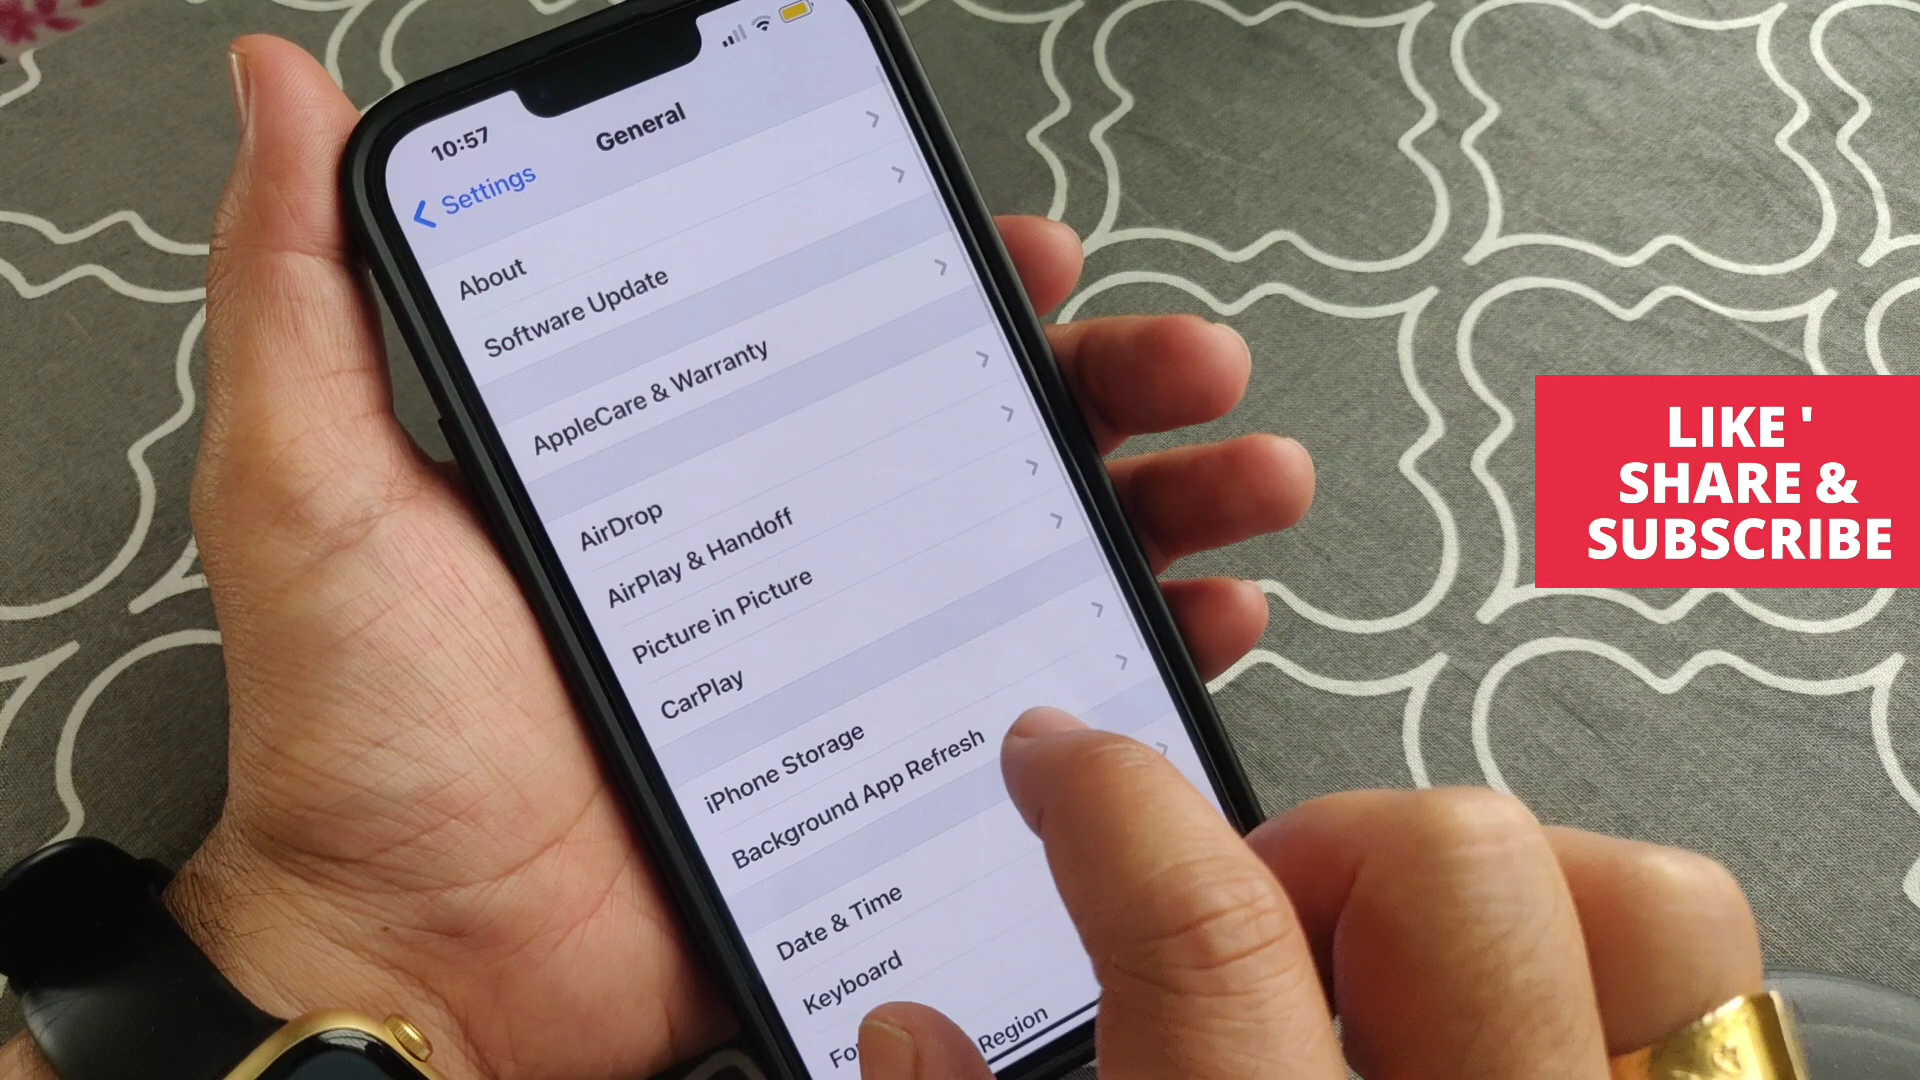 10:57
Settings
General
About
Software Update
AppleCare & Warranty
AirDrop
AirPlay & Handoff
Picture in Picture
CarPlay
iPhone Storage
Background App Refresh
Date & Time
Keyboard
Region
LIKE '
SHARE &
SUBSCRIBE